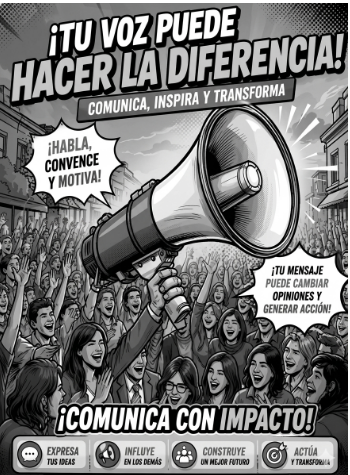 ¡TU VOZ PUEDE
HACER LA DIFERENCIA!
COMUNICA, INSPIRA Y TRANSFORMA
¡HABLA,
CONVENCE
Y MOTIVA!
¡TU MENSAJE
PUEDE CAMBIAR
OPINIONES Y
GENERAR ACCIÓN!
¡COMUNICA CON IMPACTO!
EXPRESA
TUS IDEAS
INFLUYE
EN LOS DEMÁS
CONSTRUYE
UN MEJOR FUTURO
ACTÚA
Y TRANSFORMA